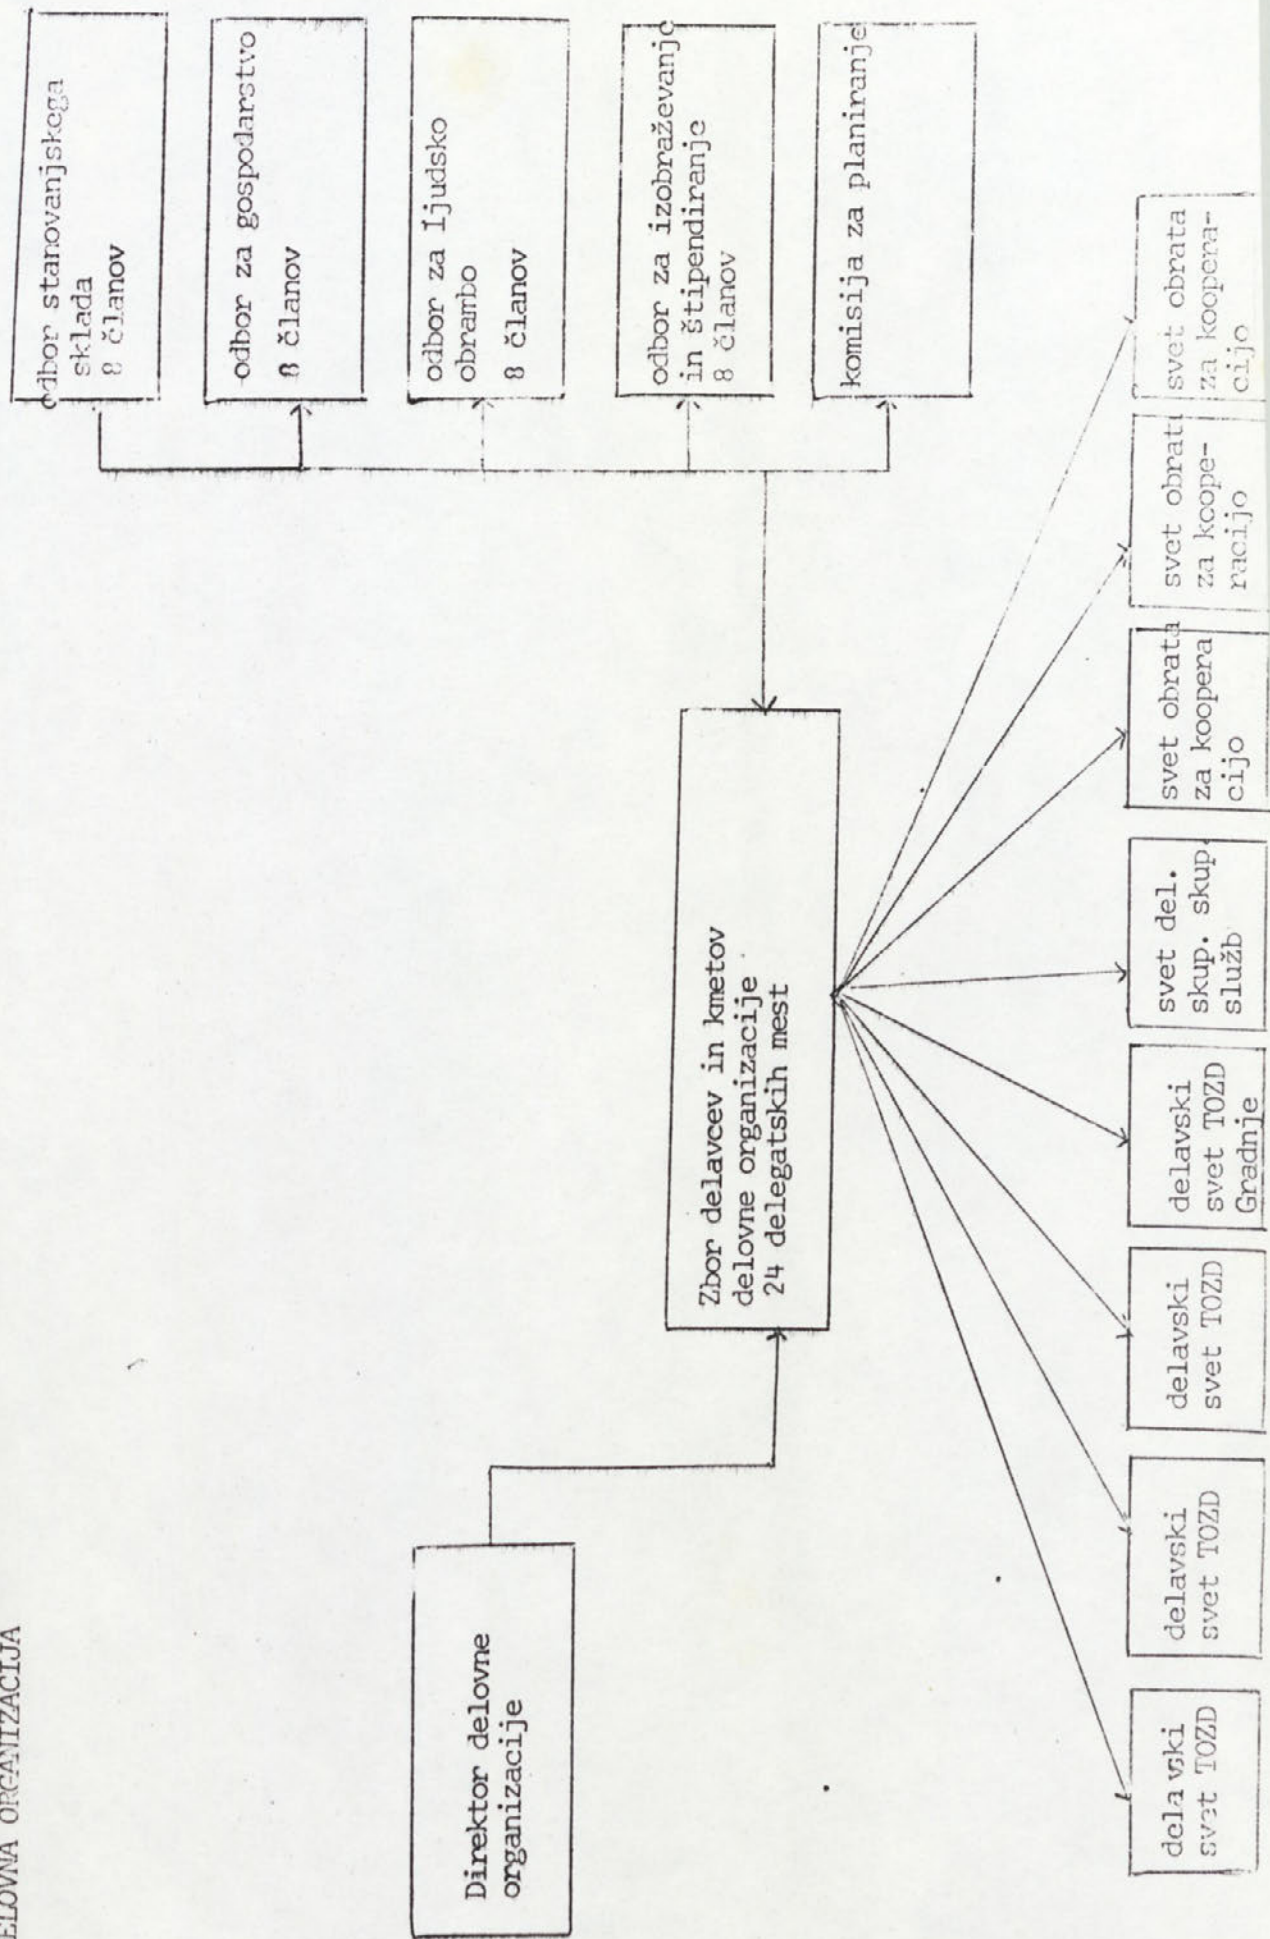 ELOVNA ORGANIZACIJA
odbor stanovanjskega
sklada
8 članov
odbor za gospodarstvo
8 članov
odbor za ljudsko
obrambo
8 članov
odbor za izobraževanje
in štipendiranje
8 članov
komisija za planiranje
Direktor delovne
organizacije
Zbor delavcev in kmetov
delovne organizacije
24 delegatskih mest
delavski
svet TOZD
delavski
svet TOZD
delavski
svet TOZD
delavski
svet TOZD
Gradnje
svet del.
skup. skup.
služb
svet obrata
za koopera
cijo
svet obrata
za koope-
racijo
svet obrata
za koopera-
cijo